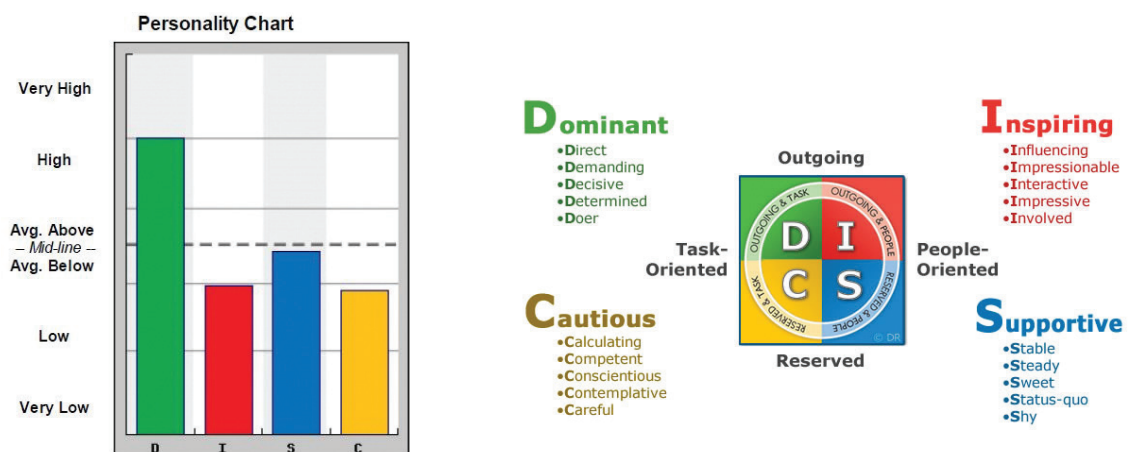 Personality Chart
Very High
High
Avg. Above
-- Mid-line --
Avg. Below
Low
Very Low
D I S C
Dominant
•Direct
•Demanding
•Decisive
•Determined
•Doer
Inspiring
•Influencing
•Impressionable
•Interactive
•Impressive
•Involved
Outgoing
Task-
Oriented
People-
Oriented
OUTGOING & TASK
OUTGOING & PEOPLE
D I
C S
RESERVED & TASK
RESERVED & PEOPLE
© DR
Reserved
Cautious
•Calculating
•Competent
•Conscientious
•Contemplative
•Careful
Supportive
•Stable
•Steady
•Sweet
•Status-quo
•Shy